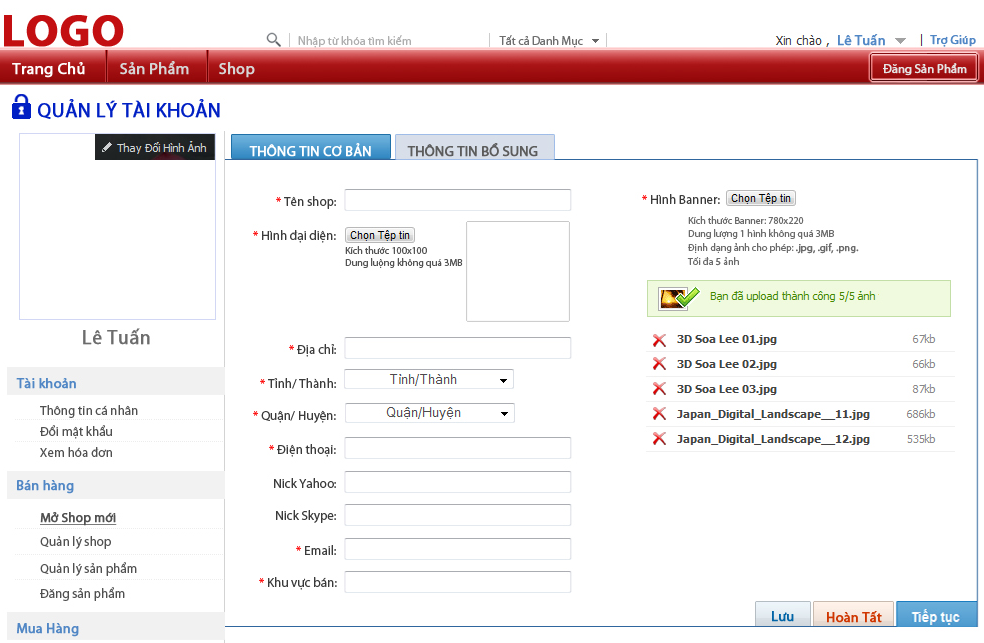 LOGO
Nhập từ khóa tìm kiếm
Tất cả Danh Mục
Xin chào , Lê Tuấn
Trợ Giúp
Trang Chủ
Sản Phẩm
Shop
Đăng Sản Phẩm
QUẢN LÝ TÀI KHOẢN
Thay Đổi Hình Ảnh
Lê Tuấn
Tài khoản
Thông tin cá nhân
Đổi mật khẩu
Xem hóa dơn
Bán hàng
Mở Shop mới
Quản lý shop
Quản lý sản phẩm
Đăng sản phẩm
Mua Hàng
THÔNG TIN CƠ BẢN
THÔNG TIN BỔ SUNG
* Tên shop:
* Hình đại diện:
Chọn Tệp tin
Kích thước 100x100
Dung luộng không quá 3MB
* Địa chỉ:
* Tỉnh/ Thành:
Tỉnh/Thành
* Quận/ Huyện:
Quận/Huyện
* Điện thoại:
Nick Yahoo:
Nick Skype:
* Email:
* Khu vực bán:
* Hình Banner:
Chọn Tệp tin
Kích thước Banner: 780x220
Dung lượng 1 hình không quá 3MB
Định dạng ảnh cho phép: .jpg, .gif, .png.
Tối đa 5 ảnh
Bạn đã upload thành công 5/5 ảnh
3D Soa Lee 01.jpg 67kb
3D Soa Lee 02.jpg 66kb
3D Soa Lee 03.jpg 87kb
Japan_Digital_Landscape__11.jpg 686kb
Japan_Digital_Landscape__12.jpg 535kb
Lưu
Hoàn Tất
Tiếp tục